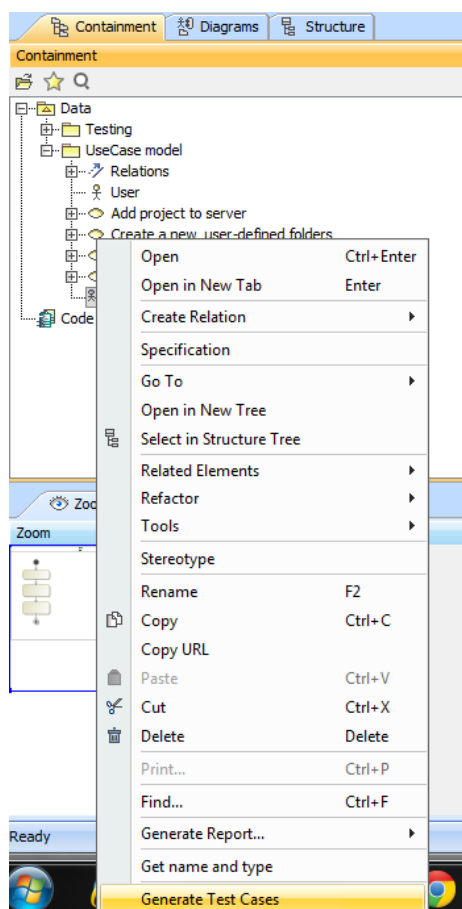 Containment Diagrams Structure
Containment
Data
Testing
UseCase model
Relations
User
Add project to server
Create a new user-defined folders
Code
Open Ctrl+Enter
Open in New Tab Enter
Create Relation
Specification
Go To
Open in New Tree
Select in Structure Tree
Related Elements
Refactor
Tools
Stereotype
Rename F2
Copy Ctrl+C
Copy URL
Paste Ctrl+V
Cut Ctrl+X
Delete Delete
Print... Ctrl+P
Find... Ctrl+F
Generate Report...
Get name and type
Generate Test Cases
Zoo
Zoom
Ready